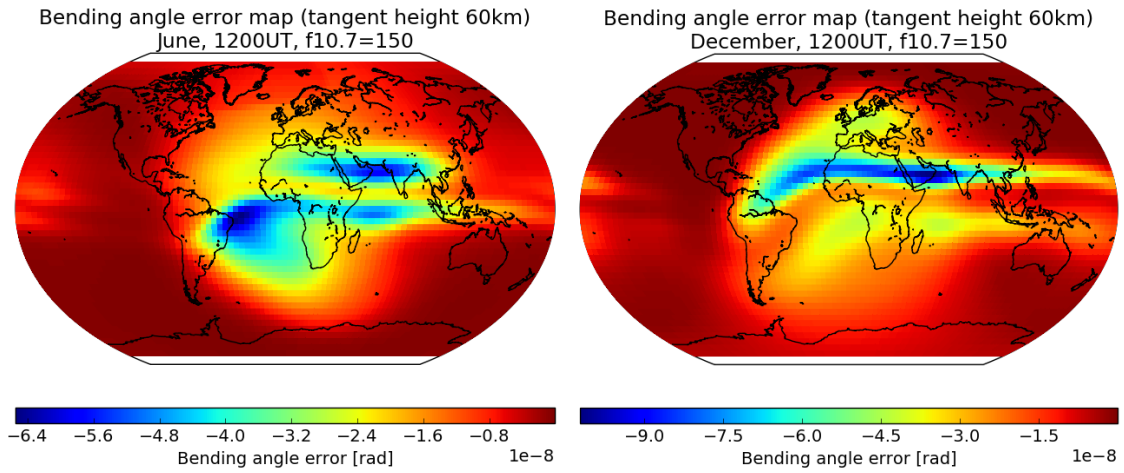 Bending angle error map (tangent height 60km)
June, 1200UT, f10.7=150
−6.4 −5.6 −4.8 −4.0 −3.2 −2.4 −1.6 −0.8
Bending angle error [rad] 1e−8
Bending angle error map (tangent height 60km)
December, 1200UT, f10.7=150
−9.0 −7.5 −6.0 −4.5 −3.0 −1.5
Bending angle error [rad] 1e−8